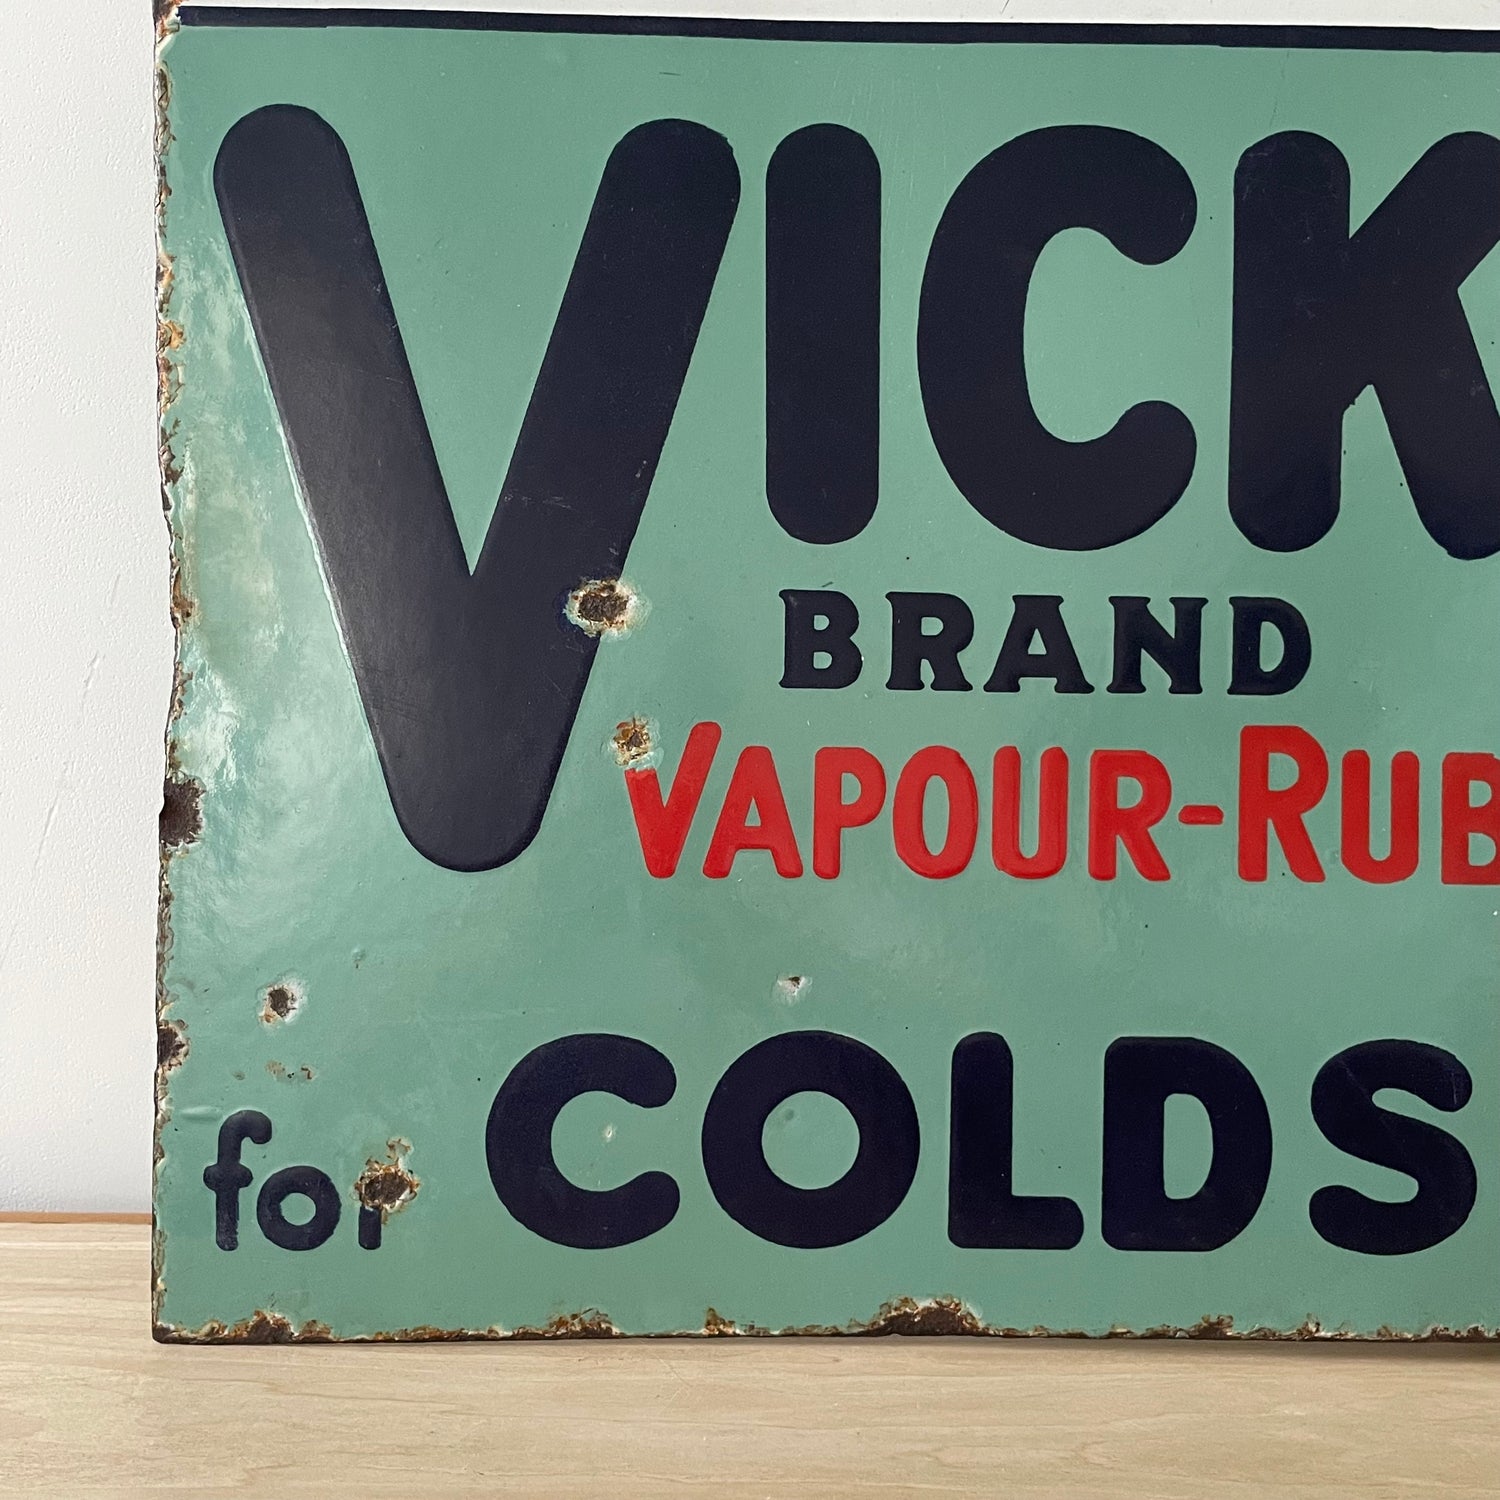 VICK
BRAND
VAPOUR-RUB
for COLDS